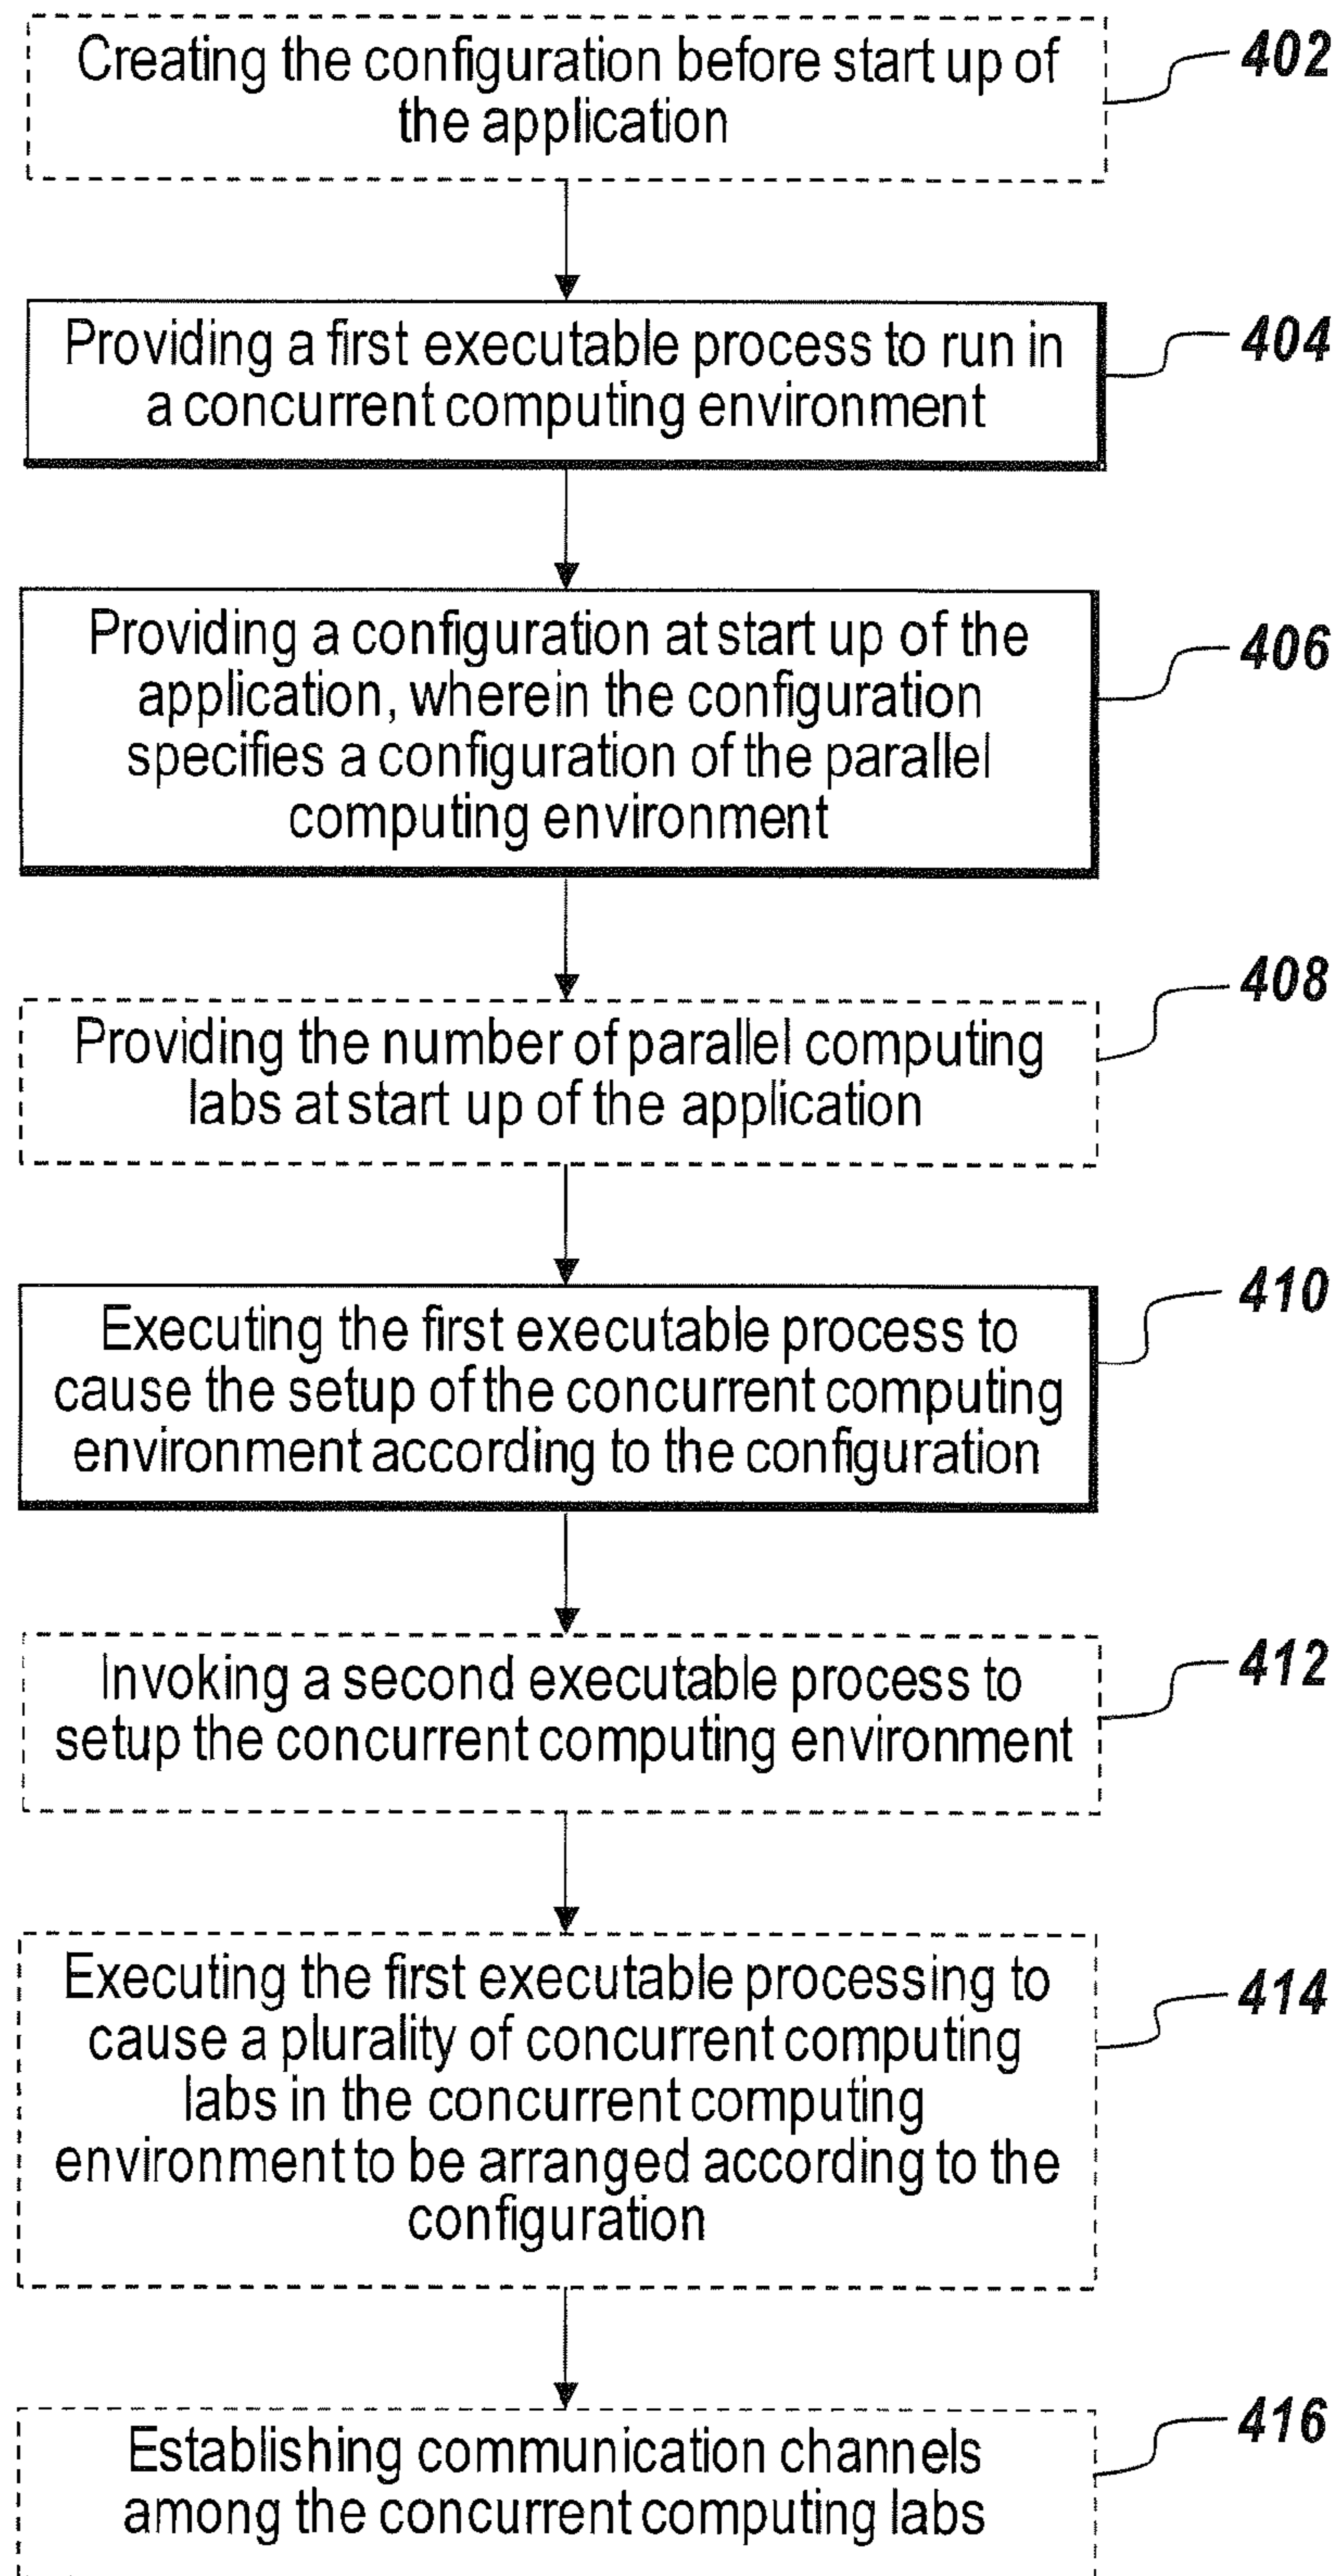 Creating the configuration before start up of
the application
402
Providing a first executable process to run in
a concurrent computing environment
404
Providing a configuration at start up of the
application, wherein the configuration
specifies a configuration of the parallel
computing environment
406
Providing the number of parallel computing
labs at start up of the application
408
Executing the first executable process to
cause the setup of the concurrent computing
environment according to the configuration
410
Invoking a second executable process to
setup the concurrent computing environment
412
Executing the first executable processing to
cause a plurality of concurrent computing
labs in the concurrent computing
environment to be arranged according to the
configuration
414
Establishing communication channels
among the concurrent computing labs
416